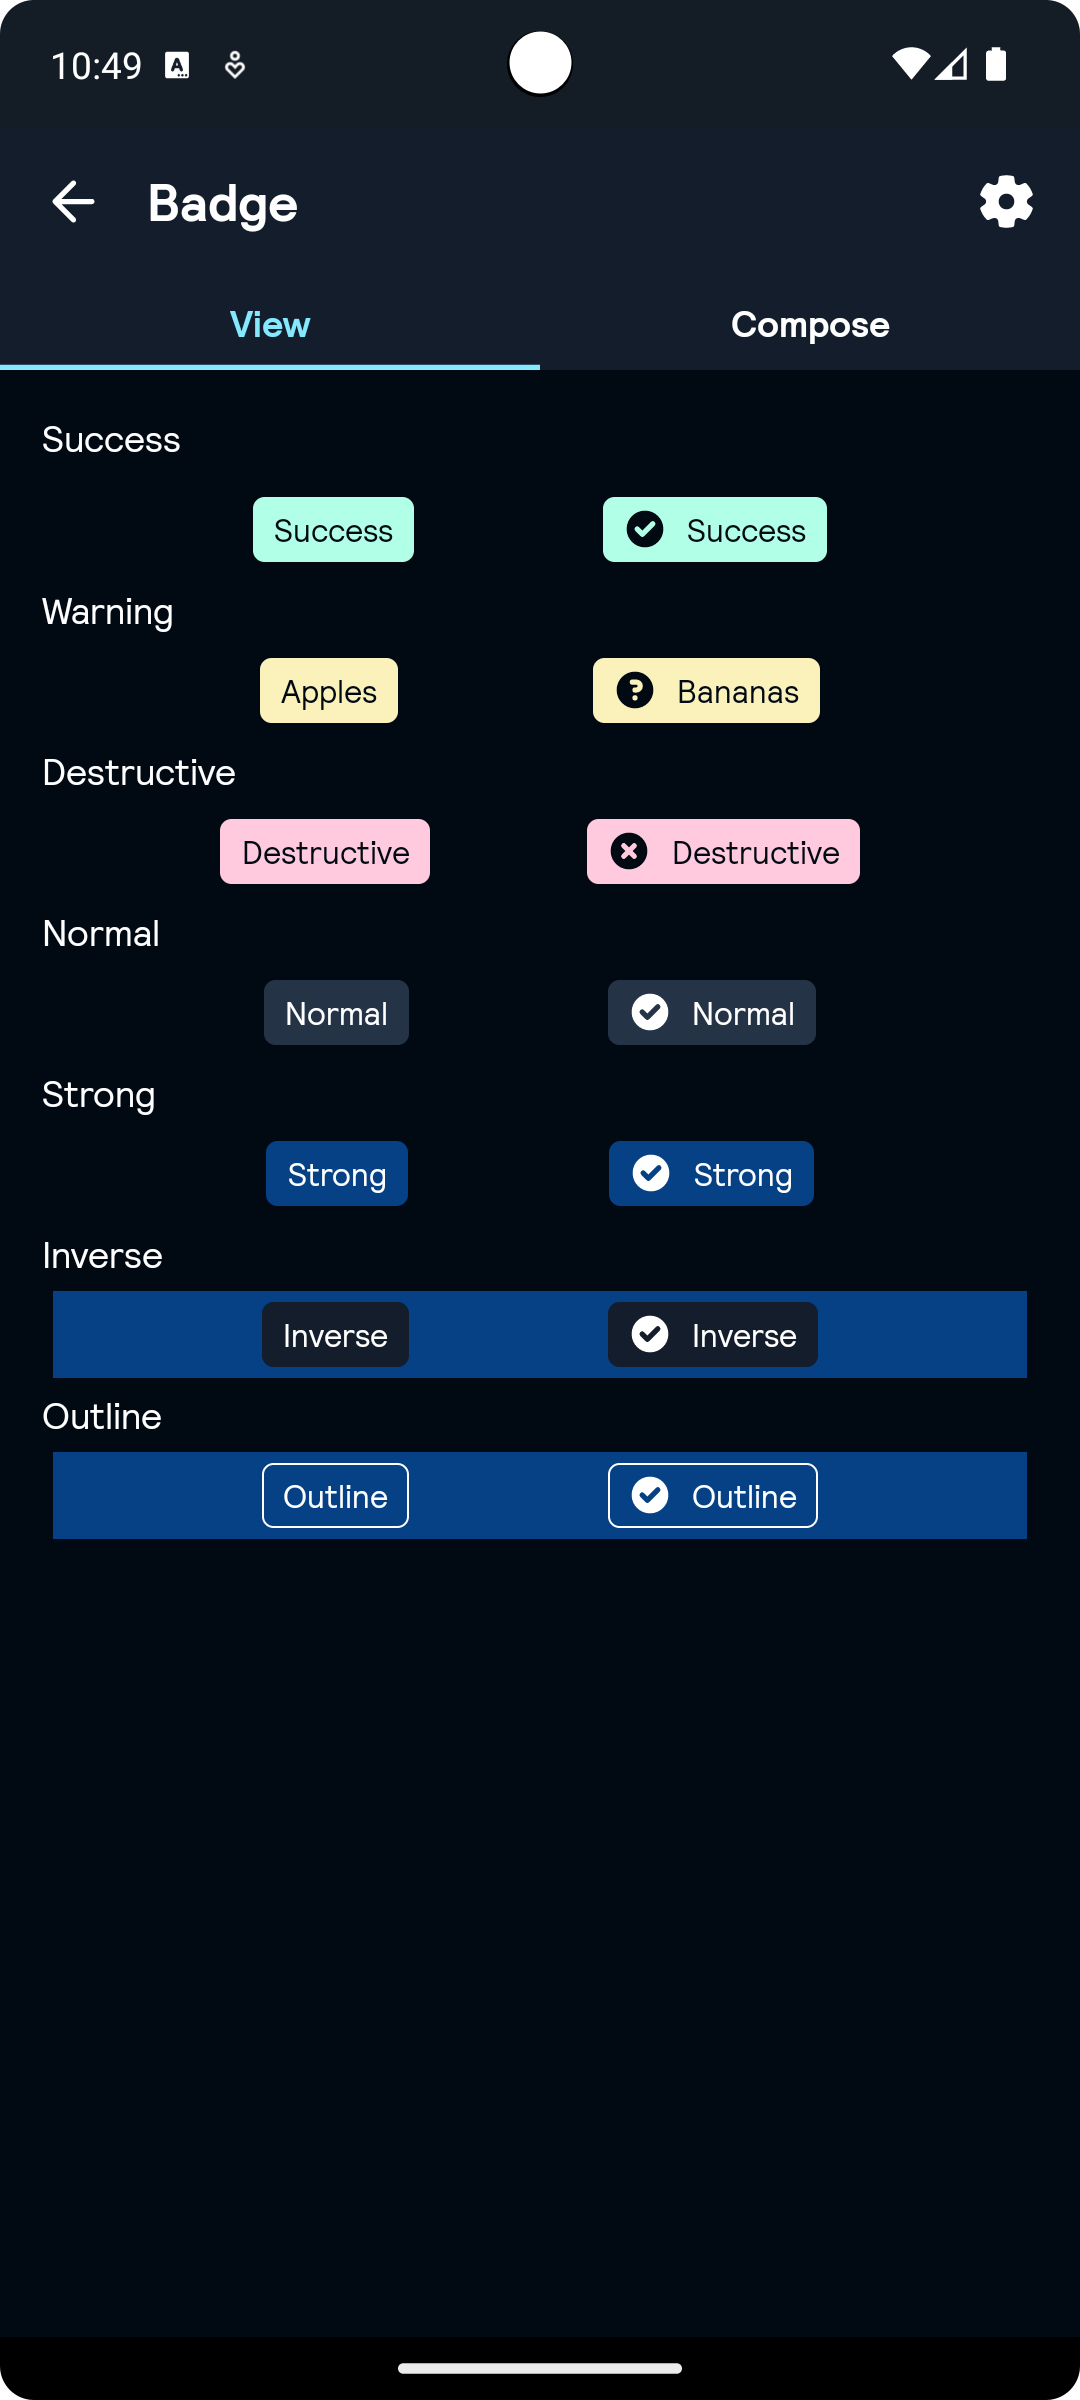 10:49
Badge
View Compose
Success
Success Success
Warning
Apples Bananas
Destructive
Destructive Destructive
Normal
Normal Normal
Strong
Strong Strong
Inverse
Inverse Inverse
Outline
Outline Outline